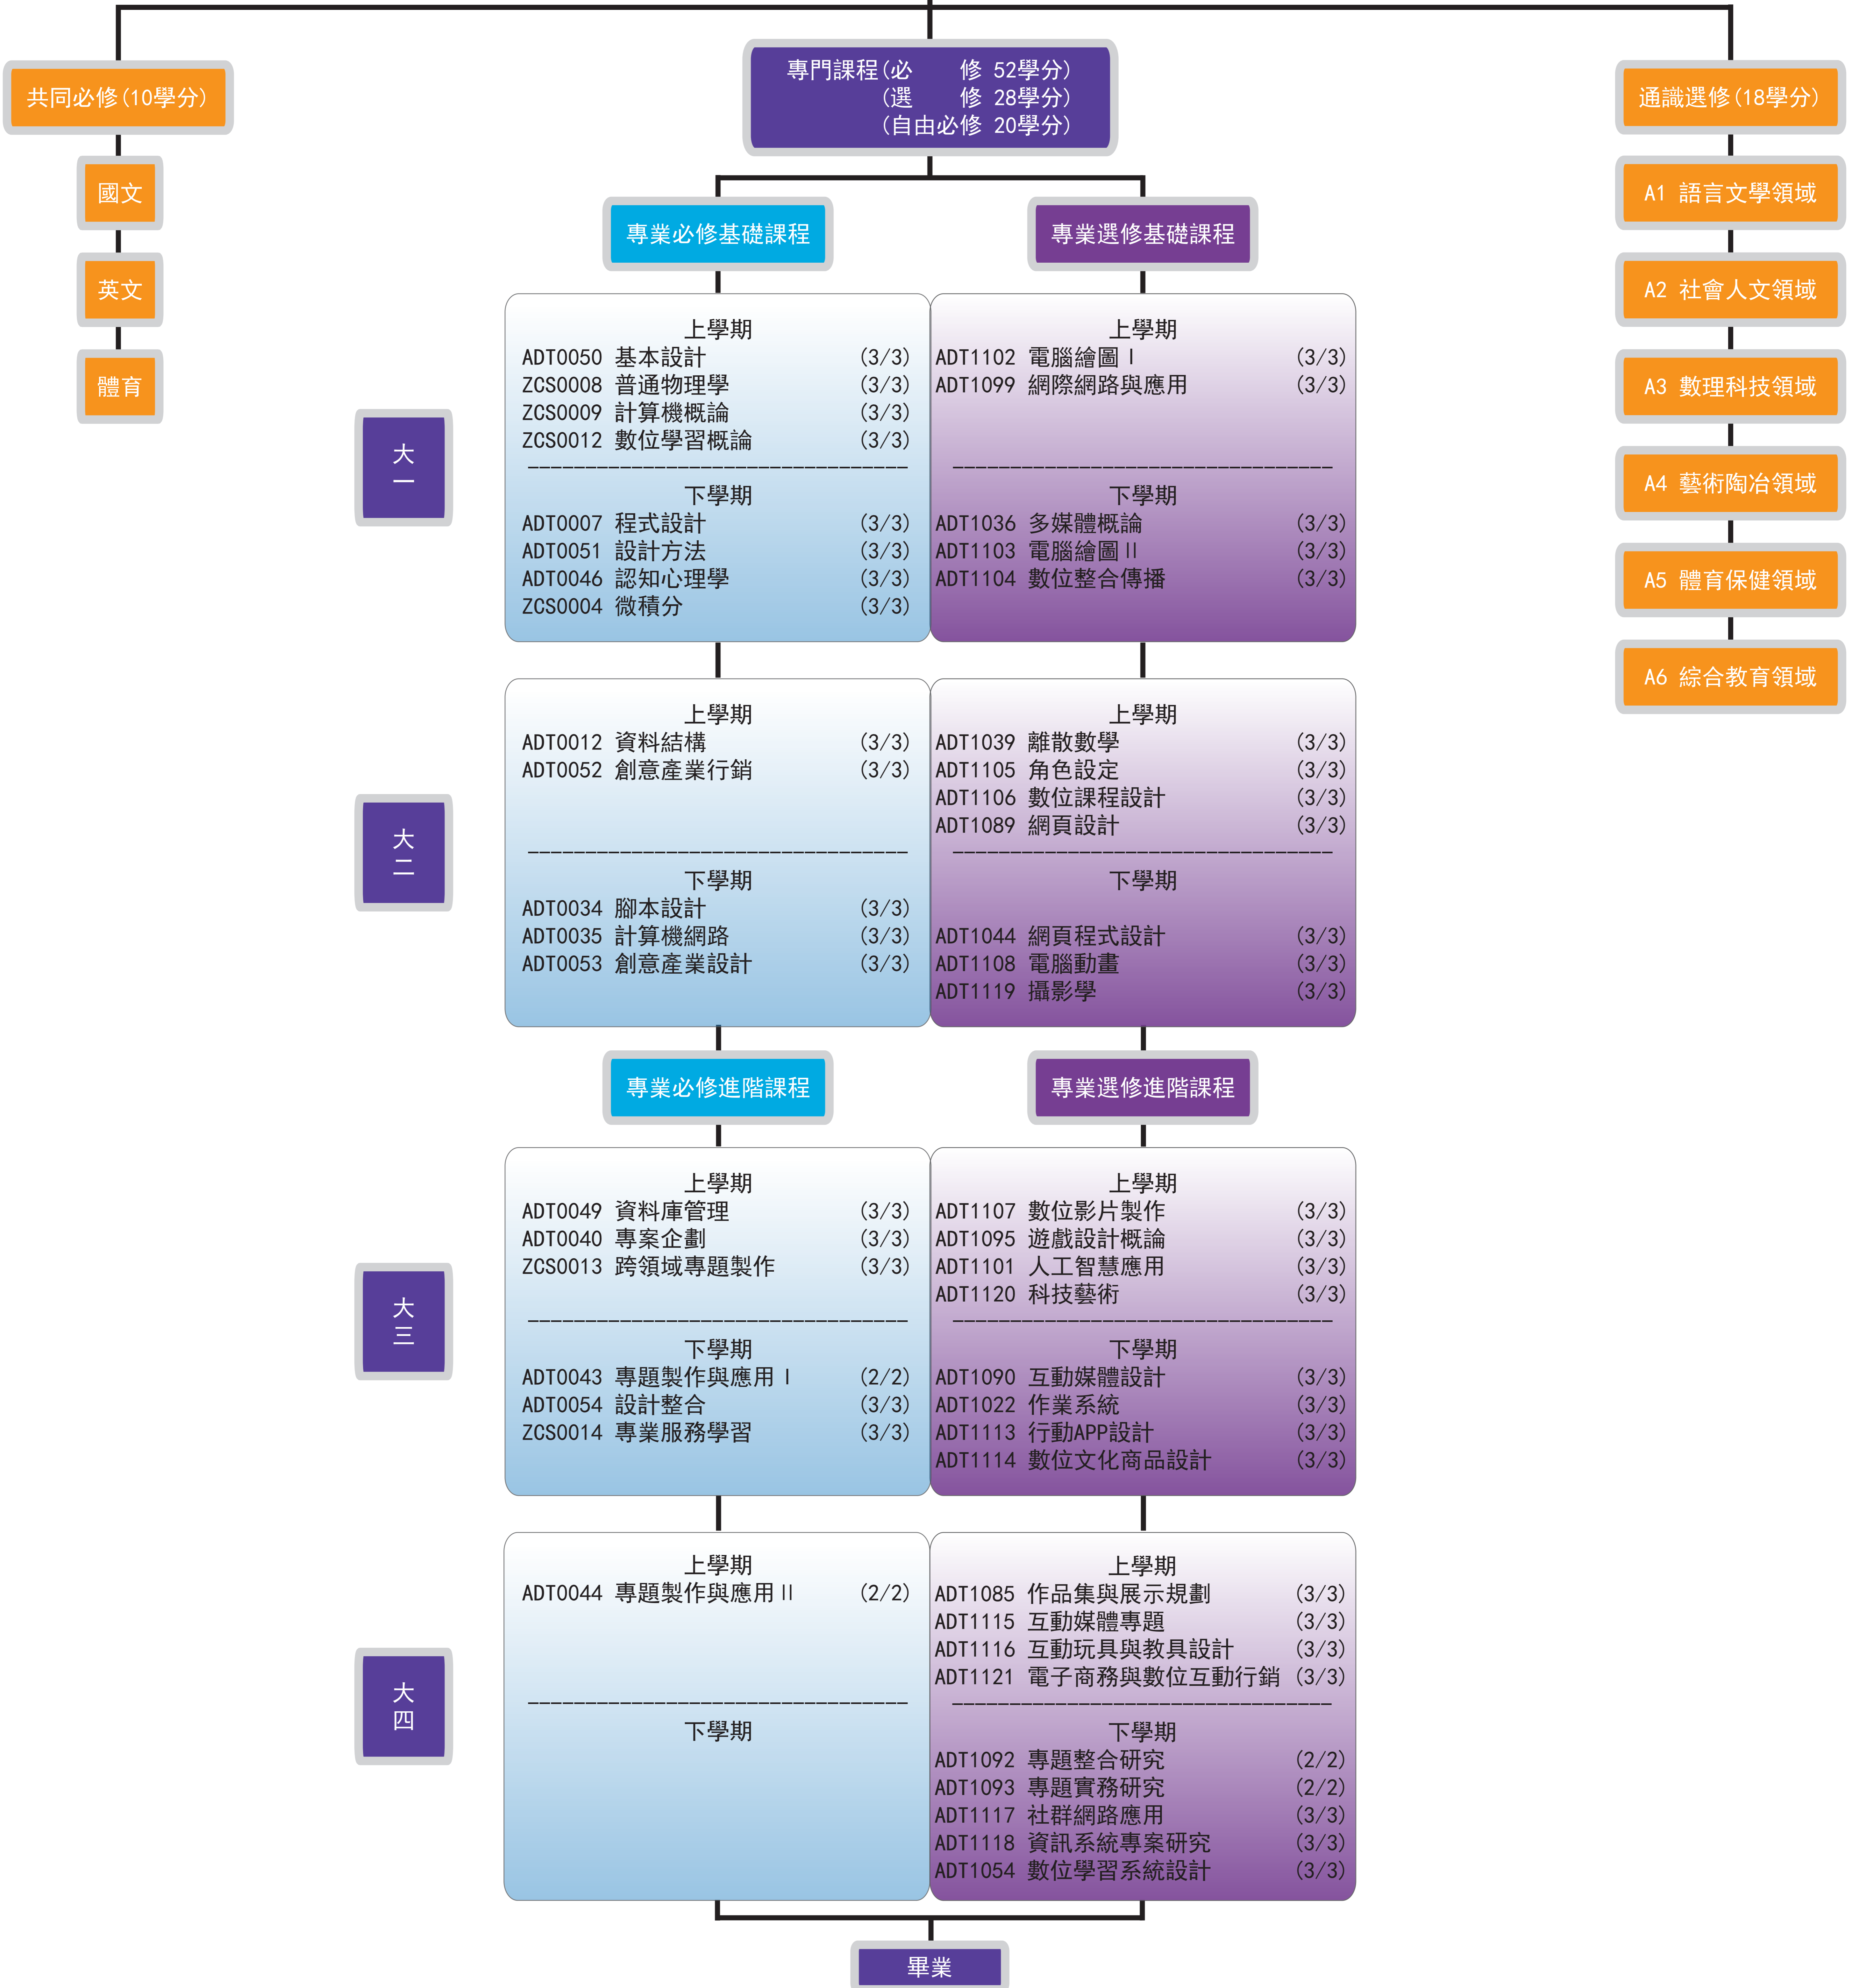 共同必修(10學分)
國文
英文
體育
專門課程(必　　修 52學分)
(選　　修 28學分)
(自由必修 20學分)
通識選修(18學分)
A1 語言文學領域
A2 社會人文領域
A3 數理科技領域
A4 藝術陶冶領域
A5 體育保健領域
A6 綜合教育領域
專業必修基礎課程
專業選修基礎課程
大一
上學期
ADT0050 基本設計 (3/3)
ZCS0008 普通物理學 (3/3)
ZCS0009 計算機概論 (3/3)
ZCS0012 數位學習概論 (3/3)
下學期
ADT0007 程式設計 (3/3)
ADT0051 設計方法 (3/3)
ADT0046 認知心理學 (3/3)
ZCS0004 微積分 (3/3)
上學期
ADT1102 電腦繪圖Ⅰ (3/3)
ADT1099 網際網路與應用 (3/3)
下學期
ADT1036 多媒體概論 (3/3)
ADT1103 電腦繪圖Ⅱ (3/3)
ADT1104 數位整合傳播 (3/3)
大二
上學期
ADT0012 資料結構 (3/3)
ADT0052 創意產業行銷 (3/3)
下學期
ADT0034 腳本設計 (3/3)
ADT0035 計算機網路 (3/3)
ADT0053 創意產業設計 (3/3)
上學期
ADT1039 離散數學 (3/3)
ADT1105 角色設定 (3/3)
ADT1106 數位課程設計 (3/3)
ADT1089 網頁設計 (3/3)
下學期
ADT1044 網頁程式設計 (3/3)
ADT1108 電腦動畫 (3/3)
ADT1119 攝影學 (3/3)
專業必修進階課程
專業選修進階課程
大三
上學期
ADT0049 資料庫管理 (3/3)
ADT0040 專案企劃 (3/3)
ZCS0013 跨領域專題製作 (3/3)
下學期
ADT0043 專題製作與應用Ⅰ (2/2)
ADT0054 設計整合 (3/3)
ZCS0014 專業服務學習 (3/3)
上學期
ADT1107 數位影片製作 (3/3)
ADT1095 遊戲設計概論 (3/3)
ADT1101 人工智慧應用 (3/3)
ADT1120 科技藝術 (3/3)
下學期
ADT1090 互動媒體設計 (3/3)
ADT1022 作業系統 (3/3)
ADT1113 行動APP設計 (3/3)
ADT1114 數位文化商品設計 (3/3)
大四
上學期
ADT0044 專題製作與應用Ⅱ (2/2)
下學期
上學期
ADT1085 作品集與展示規劃 (3/3)
ADT1115 互動媒體專題 (3/3)
ADT1116 互動玩具與教具設計 (3/3)
ADT1121 電子商務與數位互動行銷 (3/3)
下學期
ADT1092 專題整合研究 (2/2)
ADT1093 專題實務研究 (2/2)
ADT1117 社群網路應用 (3/3)
ADT1118 資訊系統專案研究 (3/3)
ADT1054 數位學習系統設計 (3/3)
畢業